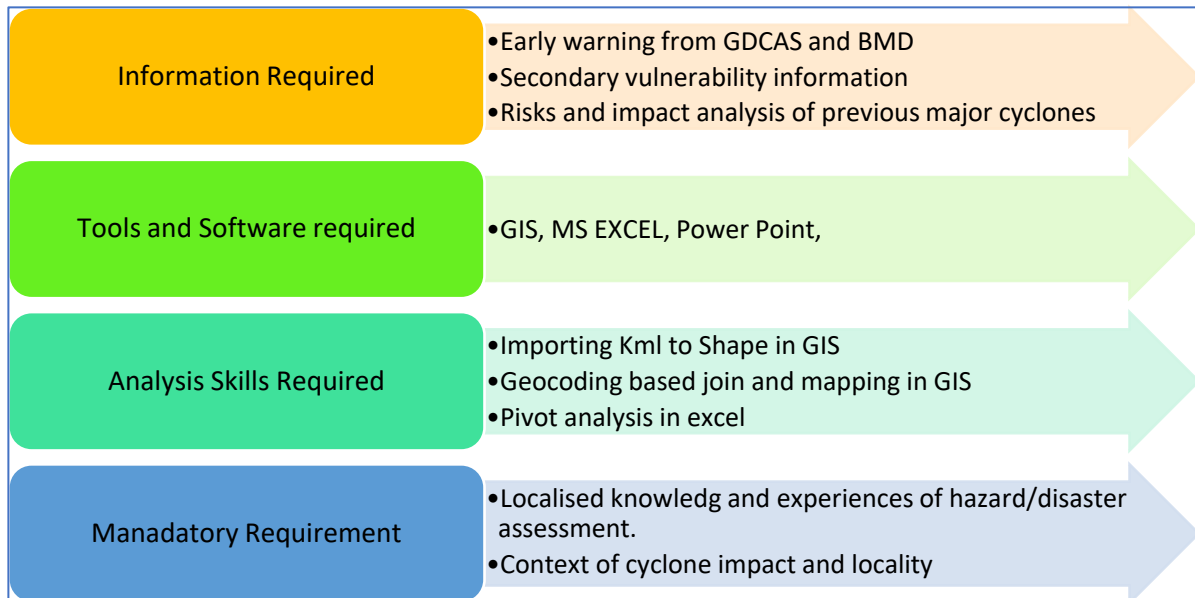 Information Required
•Early warning from GDCAS and BMD
•Secondary vulnerability information
•Risks and impact analysis of previous major cyclones
Tools and Software required
•GIS, MS EXCEL, Power Point,
Analysis Skills Required
•Importing Kml to Shape in GIS
•Geocoding based join and mapping in GIS
•Pivot analysis in excel
Manadatory Requirement
•Localised knowledg and experiences of hazard/disaster
assessment.
•Context of cyclone impact and locality